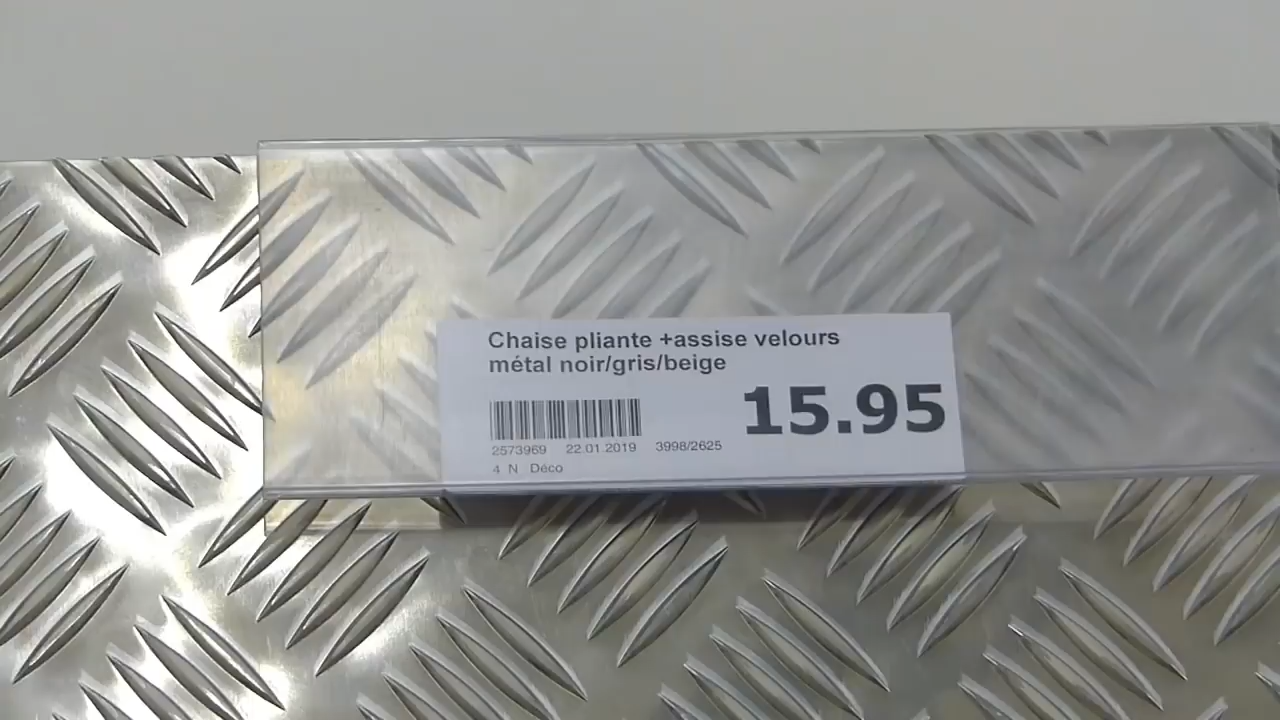 Chaise pliante +assise velours
métal noir/gris/beige
15.95
2573969 22.01.2019 3998/2625
4 N Déco